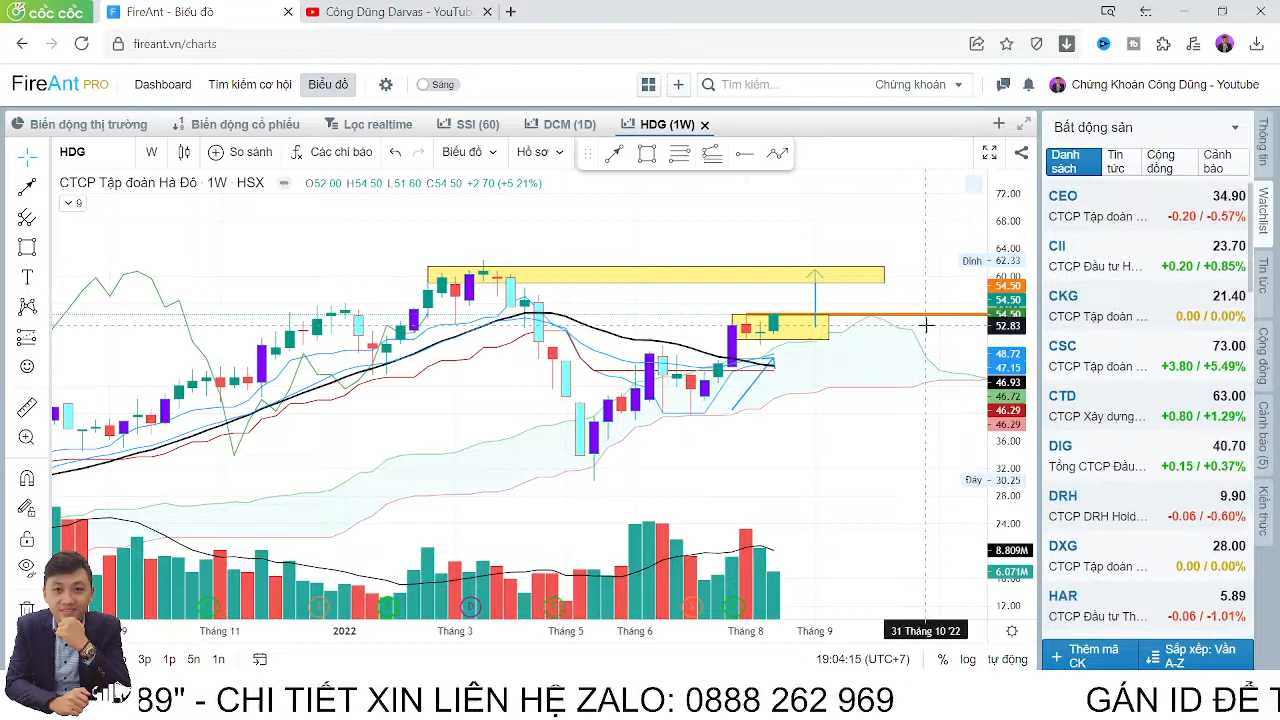 cốc cốc
FireAnt - Biểu đồ
Công Dũng Darvas - YouTube
fireant.vn/charts
FireAnt PRO
Dashboard
Tìm kiếm cơ hội
Biểu đồ
Sáng
Tìm kiếm...
Chứng khoán
Chứng Khoán Công Dũng - Youtube
Biến động thị trường
Biến động cổ phiếu
Lọc realtime
SSI (60)
DCM (1D)
HDG (1W)
HDG
W
So sánh
Các chỉ báo
Biểu đồ
Hồ sơ
CTCP Tập đoàn Hà Đô · 1W · HSX
O52.00 H54.50 L51.60 C54.50 +2.70 (+5.21%)
9
72.00
68.00
64.00
Đỉnh - 62.33
60.00
54.50
54.50
54.50
52.83
48.72
47.15
46.93
46.72
46.29
46.29
36.00
32.00
Đáy - 30.25
28.00
24.00
8.809M
6.071M
12.00
D
Tháng 11
2022
Tháng 3
Tháng 5
Tháng 6
Tháng 8
Tháng 9
31 Tháng 10 '22
3p
1p
5n
1n
19:04:15 (UTC+7)
%
log
tự động
Bất động sản
Danh sách
Tin tức
Cộng đồng
Cảnh báo
CEO 34.90
CTCP Tập đoàn ... -0.20 / -0.57%
CII 23.70
CTCP Đầu tư H... +0.20 / +0.85%
CKG 21.40
CTCP Tập đoàn ... 0.00 / 0.00%
CSC 73.00
CTCP Tập đoàn ... +3.80 / +5.49%
CTD 63.00
CTCP Xây dựng... +0.80 / +1.29%
DIG 40.70
Tổng CTCP Đầu... +0.15 / +0.37%
DRH 9.90
CTCP DRH Hold... -0.06 / -0.60%
DXG 28.00
CTCP Tập đoàn ... 0.00 / 0.00%
HAR 5.89
CTCP Đầu tư Th... -0.06 / -1.01%
Thêm mã CK
Sắp xếp: Vần A-Z
Thông tin
Watchlist
Tin tức
Cộng đồng
Cảnh báo (5)
Kiến thức
89" - CHI TIẾT XIN LIÊN HỆ ZALO: 0888 262 969
GÁN ID ĐỂ T